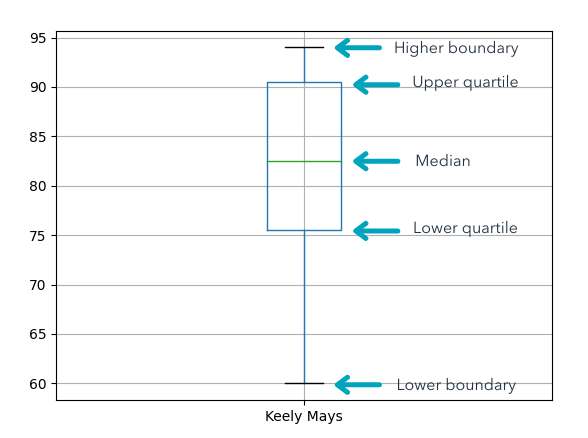 95
Higher boundary
90
Upper quartile
85
Median
80
75
Lower quartile
70
65
60
Lower boundary
Keely Mays